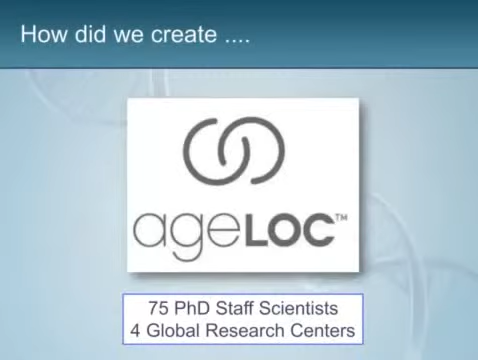 How did we create ....
ageLOC™
75 PhD Staff Scientists
4 Global Research Centers